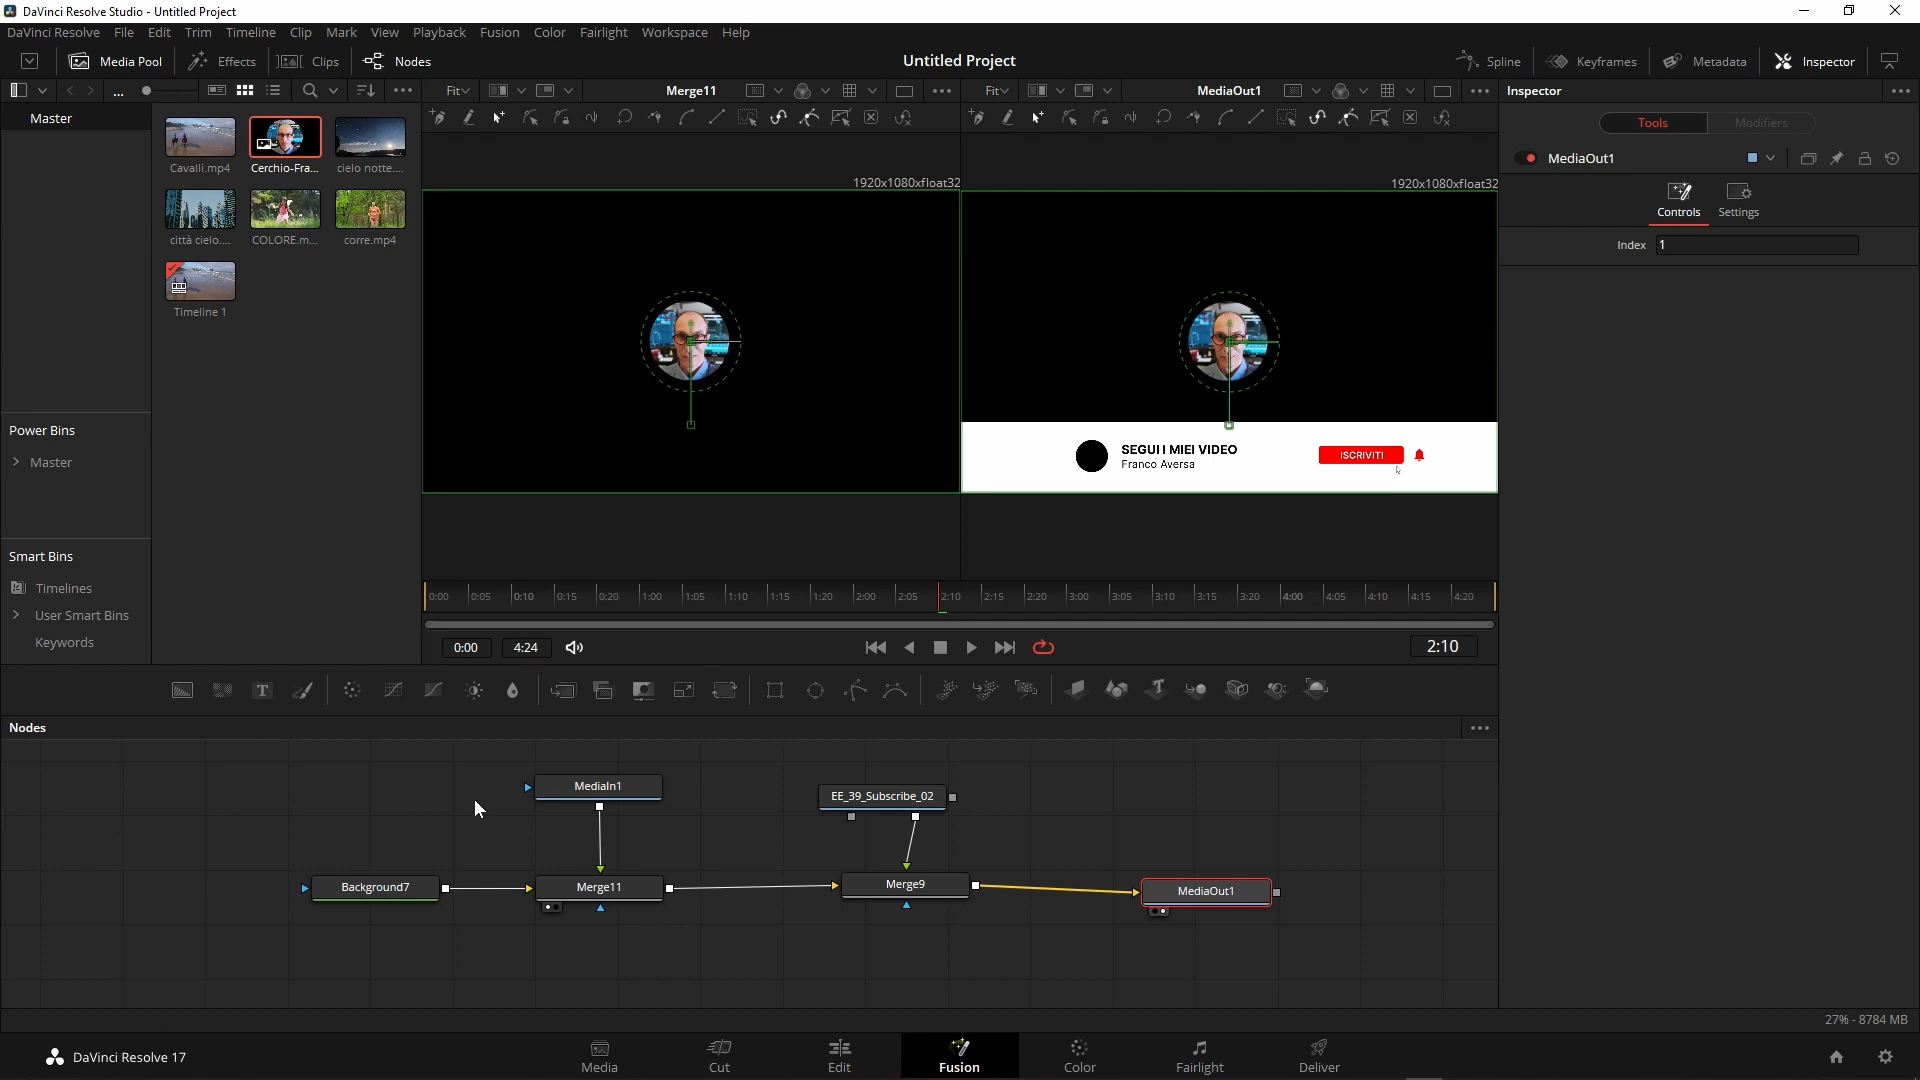 DaVinci Resolve Studio - Untitled Project
DaVinci Resolve File Edit Trim Timeline Clip Mark View Playback Fusion Color Fairlight Workspace Help
Media Pool Effects Clips Nodes Untitled Project Spline Keyframes Metadata Inspector
... Fit Merge11 Fit MediaOut1 Inspector
Master
Tools Modifiers
Cavalli.mp4 Cerchio-Fra... cielo notte....
MediaOut1
1920x1080xfloat32 1920x1080xfloat32
Controls Settings
città cielo.... COLORE.m... corre.mp4
Index 1
Timeline 1
Power Bins
Master
SEGUI I MIEI VIDEO
Franco Aversa
ISCRIVITI
Smart Bins
Timelines
User Smart Bins
Keywords
0:00 0:05 0:10 0:15 0:20 1:00 1:05 1:10 1:15 1:20 2:00 2:05 2:10 2:15 2:20 3:00 3:05 3:10 3:15 3:20 4:00 4:05 4:10 4:15 4:20
0:00 4:24 2:10
T T
Nodes
MediaIn1
EE_39_Subscribe_02
Background7 Merge11 Merge9 MediaOut1
27% - 8784 MB
DaVinci Resolve 17
Media Cut Edit Fusion Color Fairlight Deliver